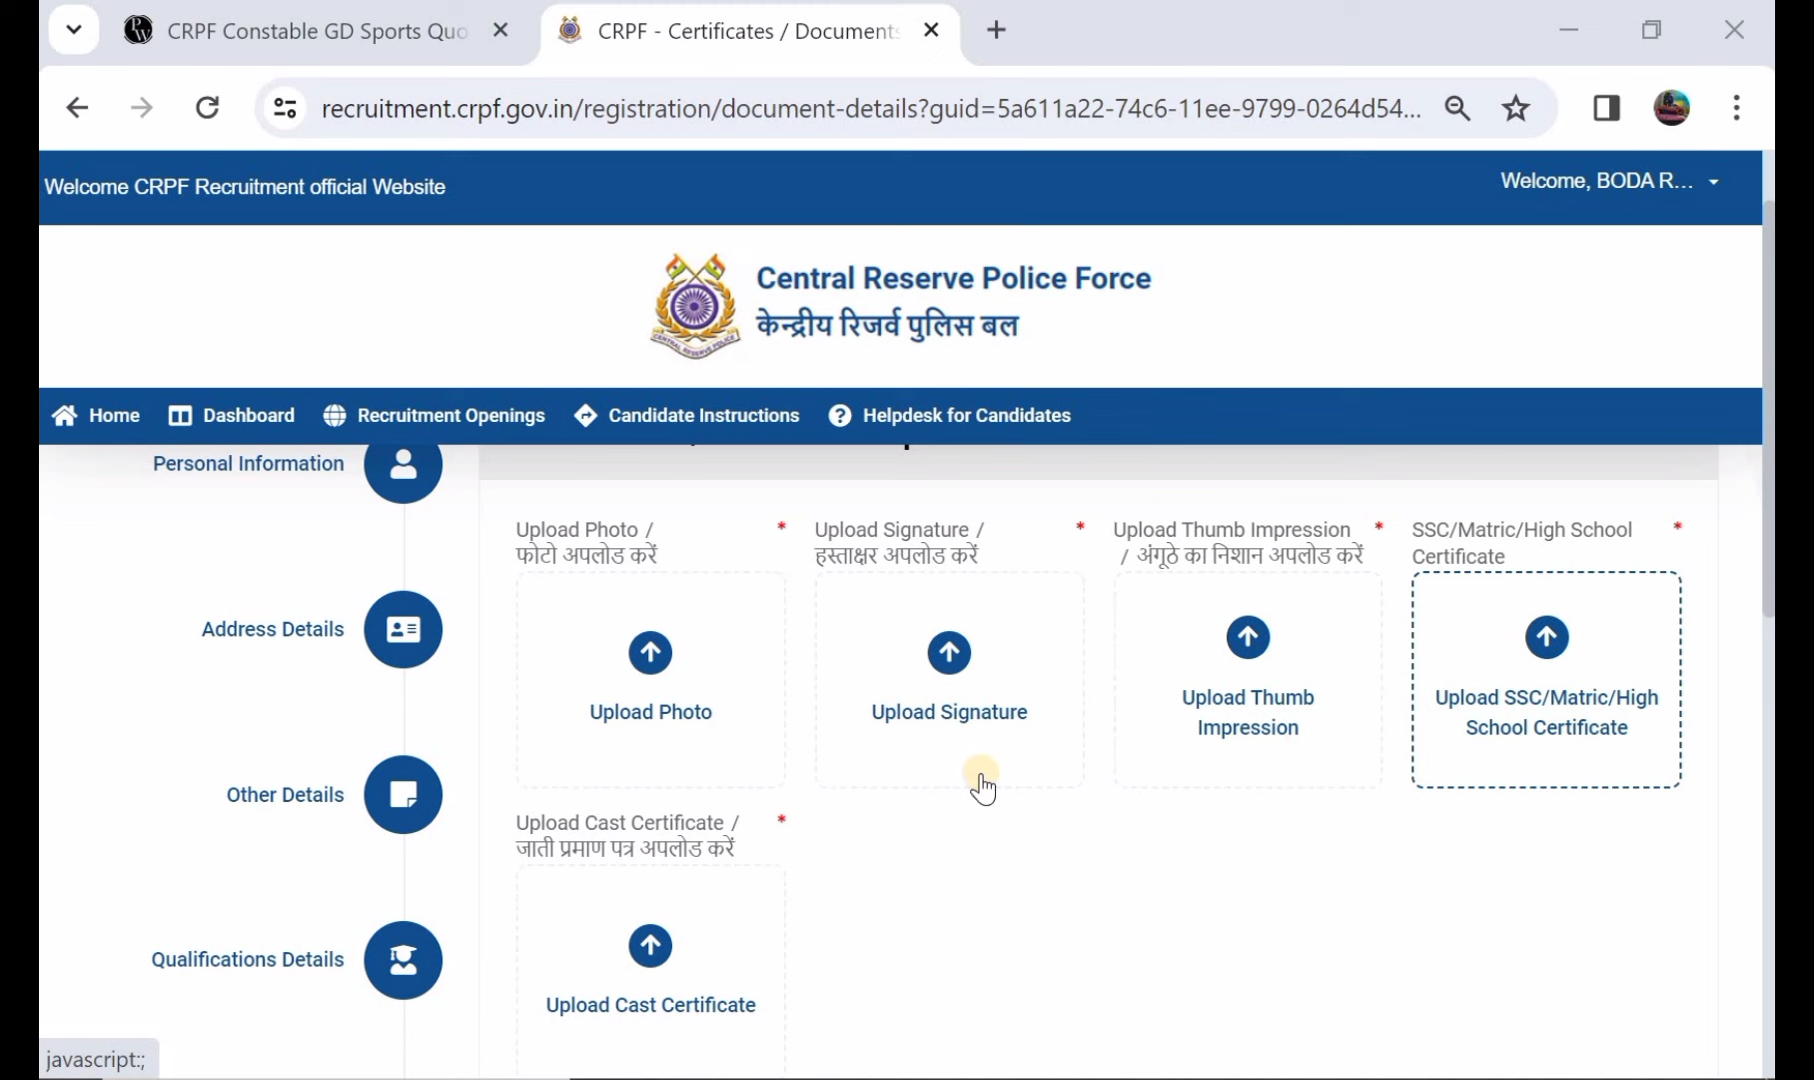 CRPF Constable GD Sports Quo
CRPF - Certificates / Documents
recruitment.crpf.gov.in/registration/document-details?guid=5a611a22-74c6-11ee-9799-0264d54...
Welcome CRPF Recruitment official Website
Welcome, BODA R...
Central Reserve Police Force
केन्द्रीय रिजर्व पुलिस बल
CENTRAL RESERVE POLICE
Home
Dashboard
Recruitment Openings
Candidate Instructions
Helpdesk for Candidates
Personal Information
Address Details
Other Details
Qualifications Details
Upload Photo / *
फोटो अपलोड करें
Upload Photo
Upload Signature / *
हस्ताक्षर अपलोड करें
Upload Signature
Upload Thumb Impression *
/ अंगूठे का निशान अपलोड करें
Upload Thumb
Impression
SSC/Matric/High School *
Certificate
Upload SSC/Matric/High
School Certificate
Upload Cast Certificate / *
जाती प्रमाण पत्र अपलोड करें
Upload Cast Certificate
javascript:;